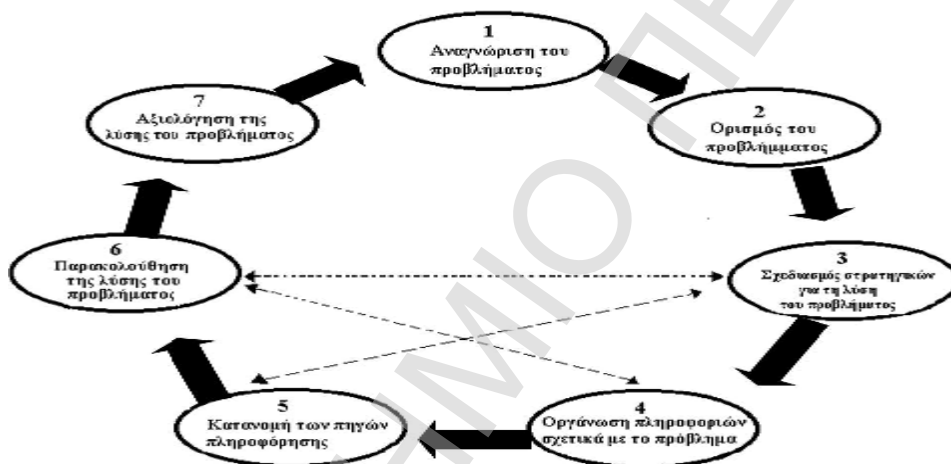 1
Αναγνώριση του
προβλήματος
2
Ορισμός του
προβλήμματος
3
Σχεδιασμός στρατηγικών
για τη λύση
του προβλήματος
4
Οργάνωση πληροφοριών
σχετικά με το πρόβλημα
5
Κατανομή των πηγών
πληροφόρησης
6
Παρακολούθηση
της λύσης του
προβλήματος
7
Αξιολόγηση της
λύσης του προβλήματος